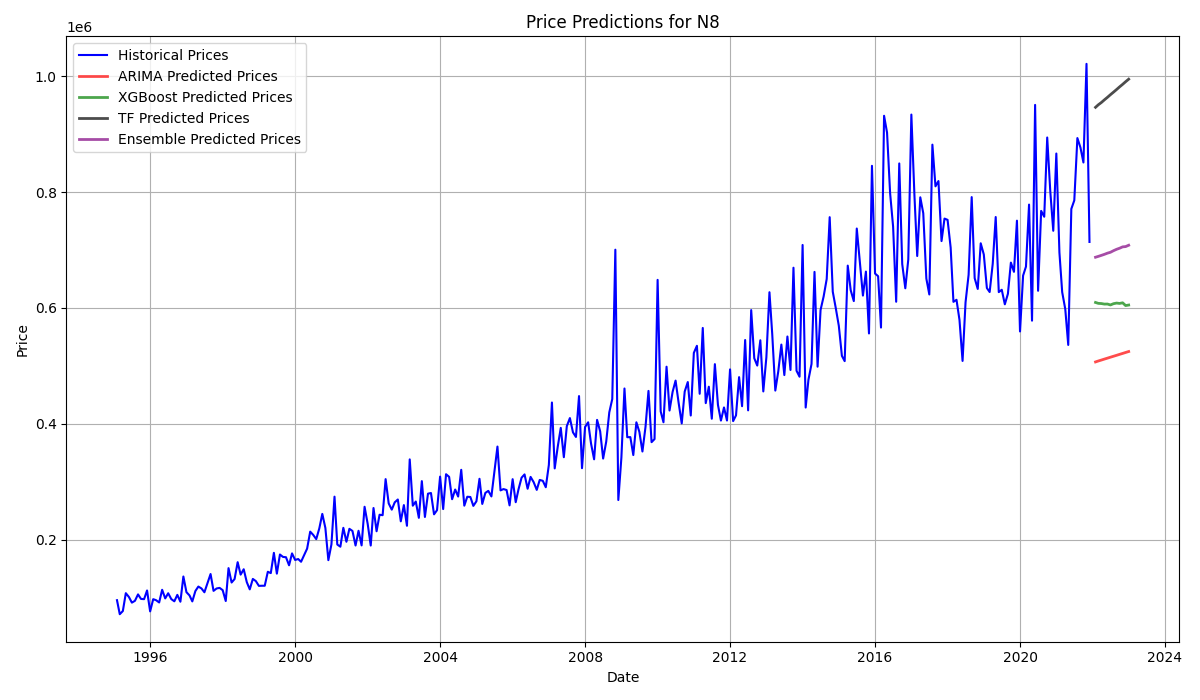 Price Predictions for N8
1e6
Historical Prices
ARIMA Predicted Prices
XGBoost Predicted Prices
TF Predicted Prices
Ensemble Predicted Prices
1.0
0.8
0.6
0.4
0.2
Price
1996 2000 2004 2008 2012 2016 2020 2024
Date